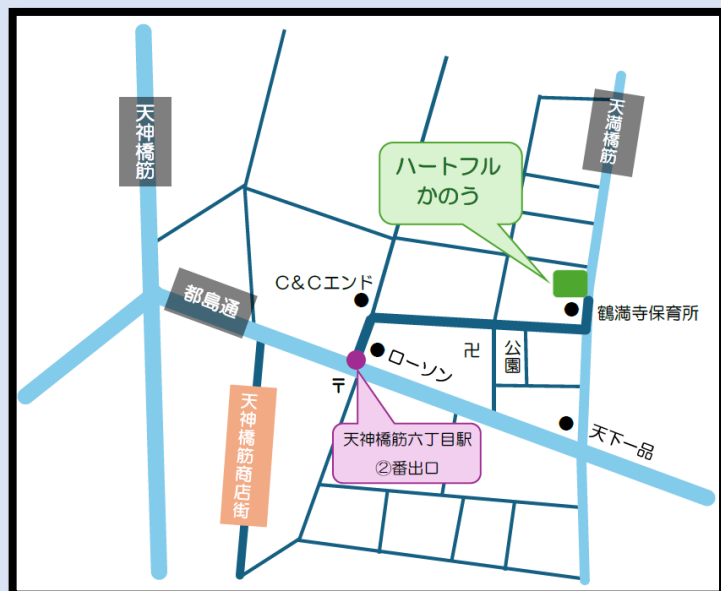 天神橋筋
天満橋筋
ハートフル
かのう
C&Cエンド
都島通
鶴満寺保育所
ローソン
卍
公園
〒
天神橋筋商店街
天神橋筋六丁目駅
②番出口
天下一品